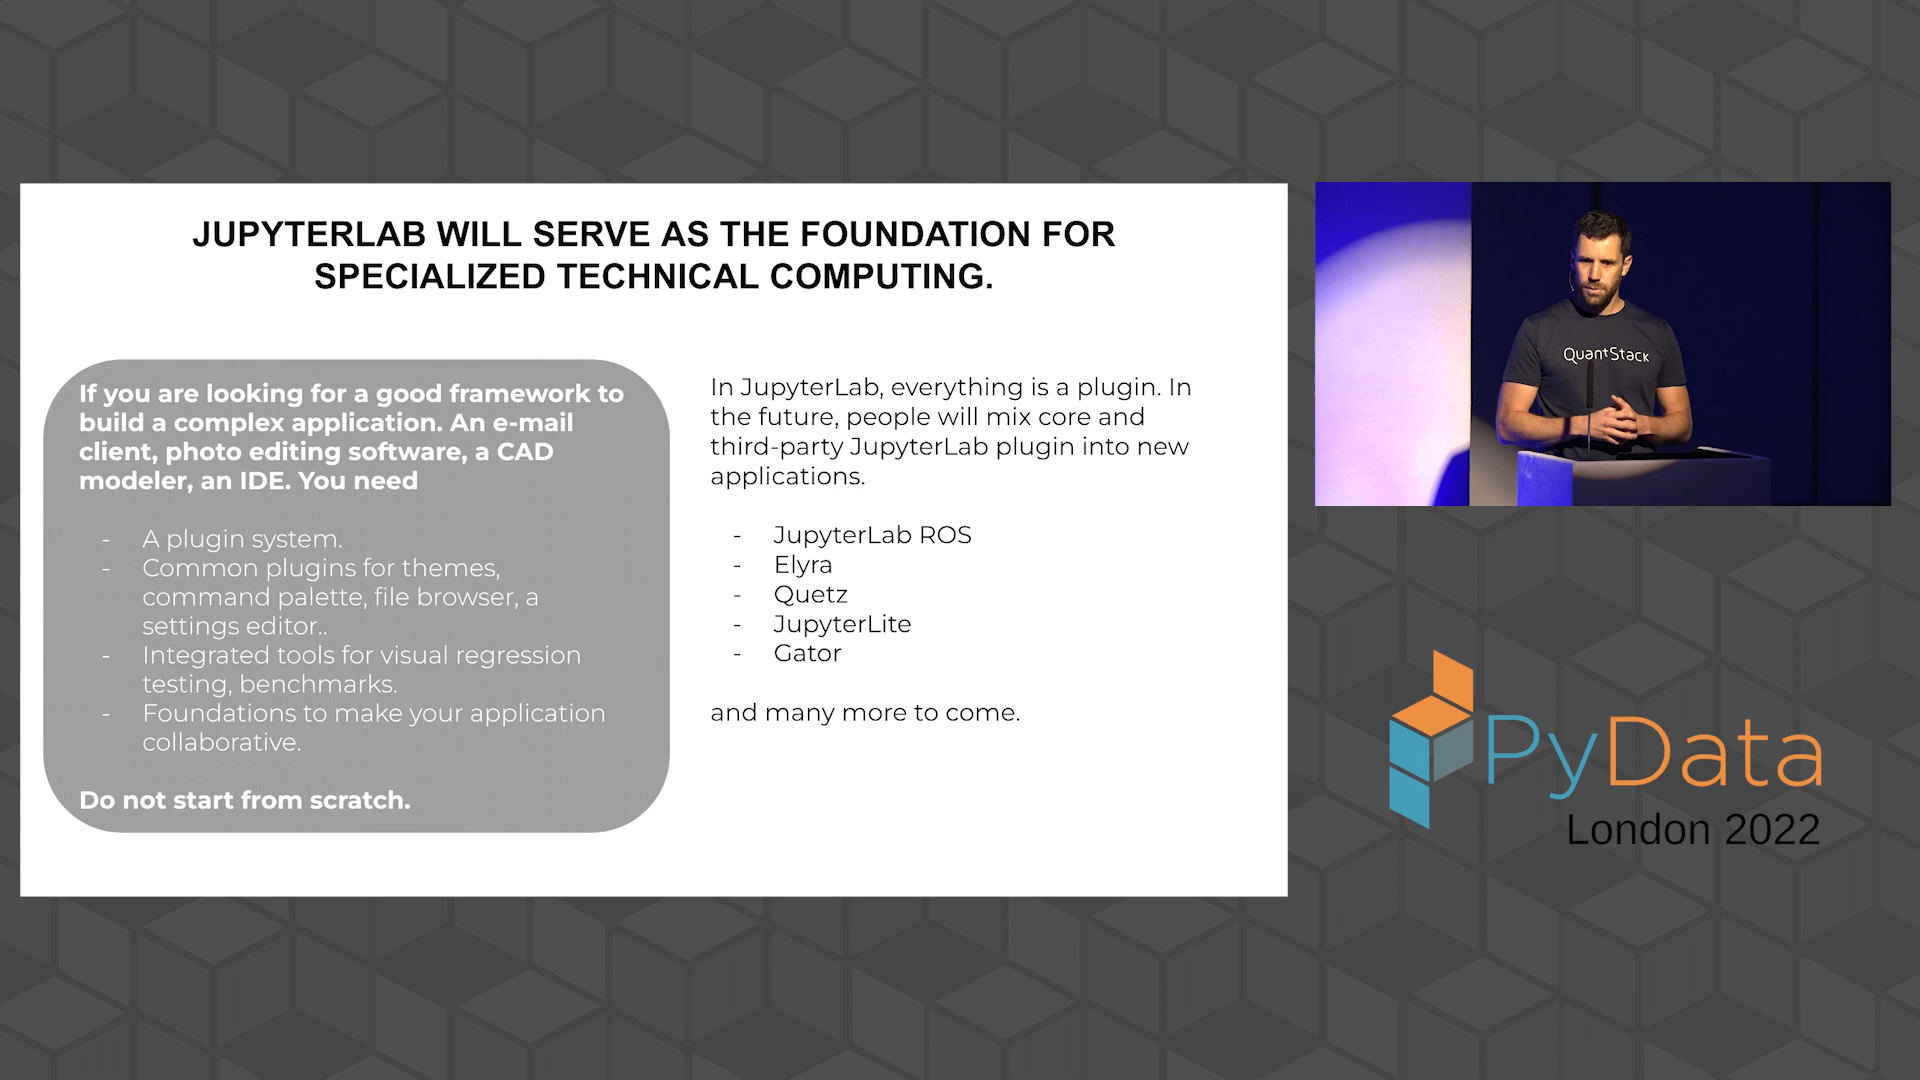 JUPYTERLAB WILL SERVE AS THE FOUNDATION FOR
SPECIALIZED TECHNICAL COMPUTING.
If you are looking for a good framework to
build a complex application. An e-mail
client, photo editing software, a CAD
modeler, an IDE. You need
- A plugin system.
- Common plugins for themes,
command palette, file browser, a
settings editor..
- Integrated tools for visual regression
testing, benchmarks.
- Foundations to make your application
collaborative.
Do not start from scratch.
In JupyterLab, everything is a plugin. In
the future, people will mix core and
third-party JupyterLab plugin into new
applications.
- JupyterLab ROS
- Elyra
- Quetz
- JupyterLite
- Gator
and many more to come.
QuantStack
PyData
London 2022